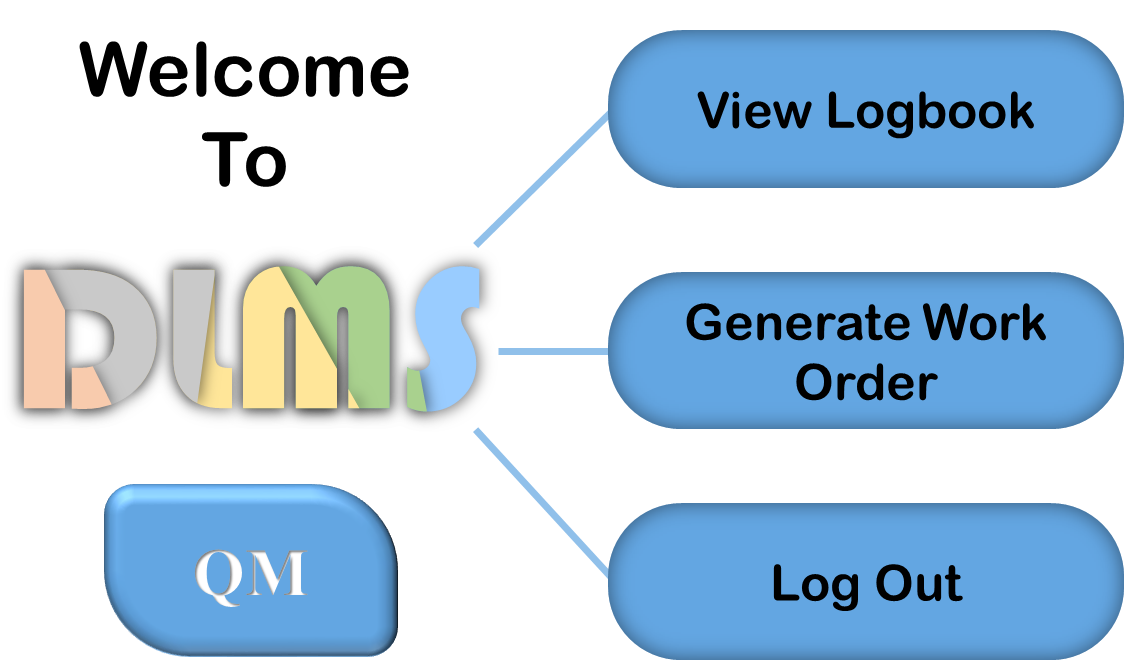 Welcome
To
DLMS
QM
View Logbook
Generate Work
Order
Log Out